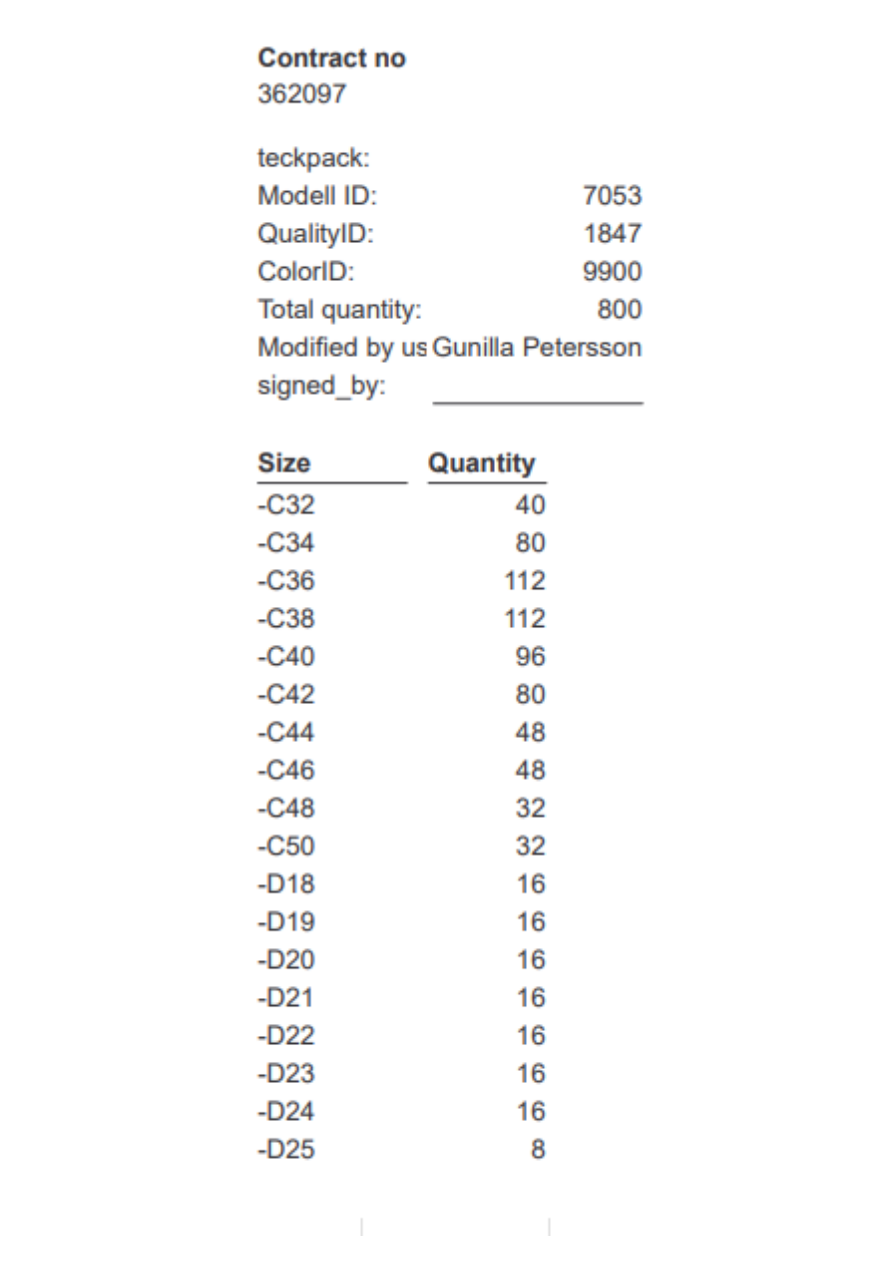 Contract no
362097
teckpack:
Modell ID: 7053
QualityID: 1847
ColorID: 9900
Total quantity: 800
Modified by us Gunilla Petersson
signed_by:
Size Quantity
-C32 40
-C34 80
-C36 112
-C38 112
-C40 96
-C42 80
-C44 48
-C46 48
-C48 32
-C50 32
-D18 16
-D19 16
-D20 16
-D21 16
-D22 16
-D23 16
-D24 16
-D25 8